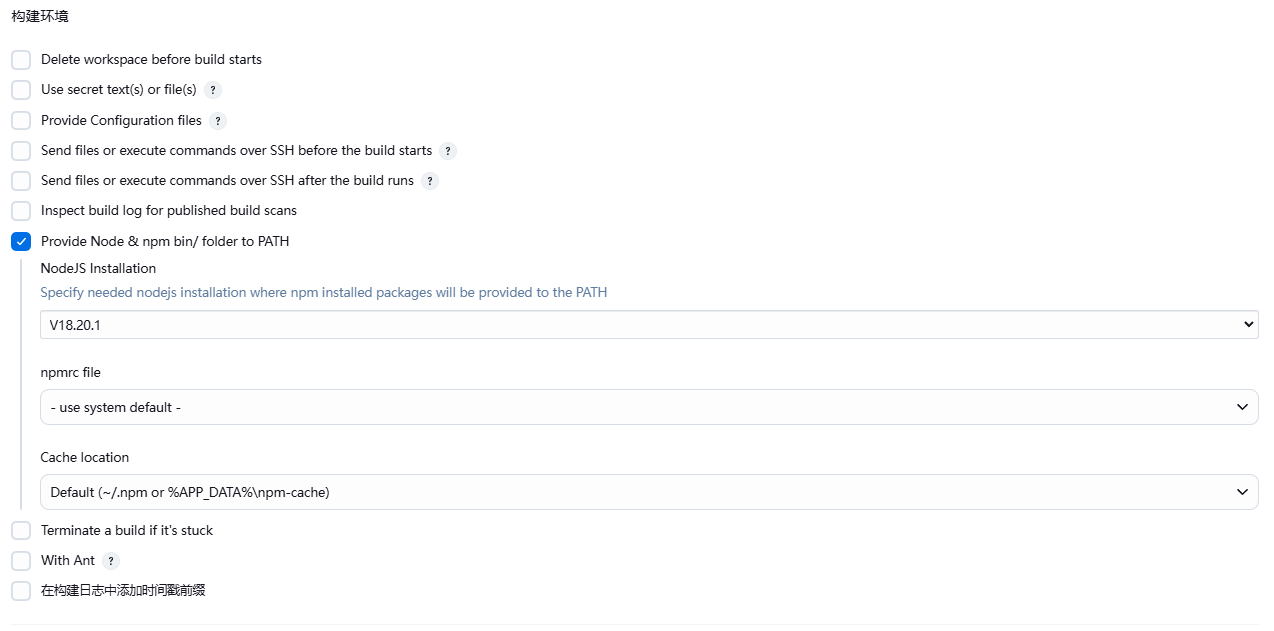 构建环境
Delete workspace before build starts
Use secret text(s) or file(s) ?
Provide Configuration files ?
Send files or execute commands over SSH before the build starts ?
Send files or execute commands over SSH after the build runs ?
Inspect build log for published build scans
Provide Node & npm bin/ folder to PATH
NodeJS Installation
Specify needed nodejs installation where npm installed packages will be provided to the PATH
V18.20.1
npmrc file
- use system default -
Cache location
Default (~/.npm or %APP_DATA%\npm-cache)
Terminate a build if it's stuck
With Ant ?
在构建日志中添加时间戳前缀